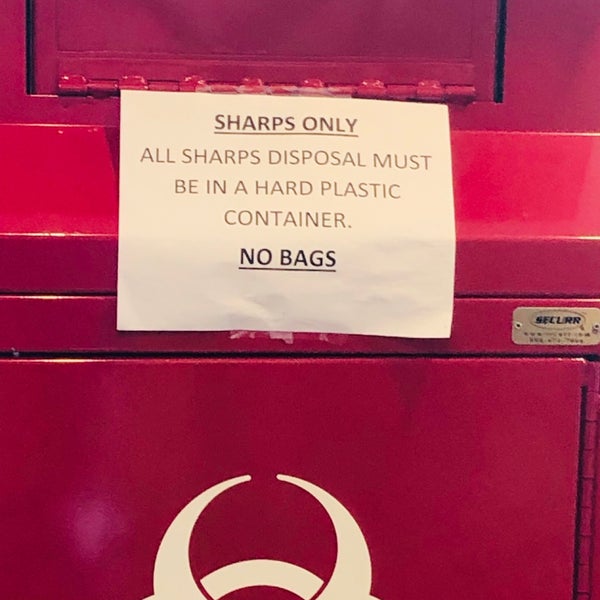 SHARPS ONLY
ALL SHARPS DISPOSAL MUST
BE IN A HARD PLASTIC
CONTAINER.
NO BAGS
SECURR